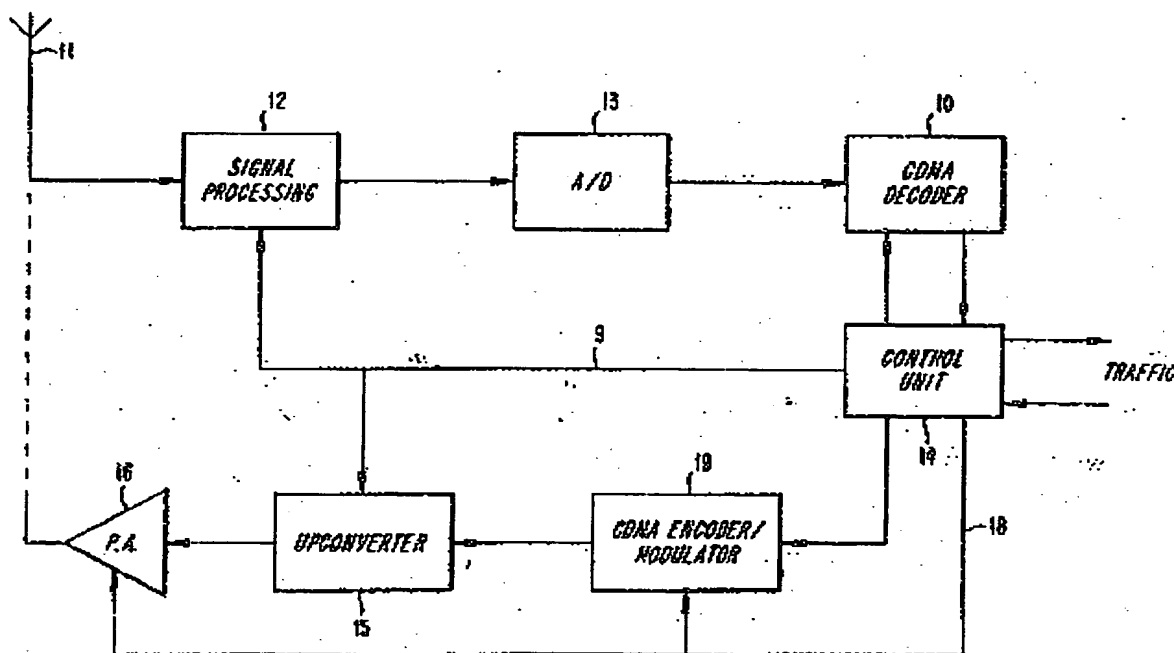 11
12
13
10
SIGNAL
PROCESSING
A/D
CDMA
DECODER
9
CONTROL
UNIT
TRAFFIC
14
16
19
18
P.A.
UPCONVERTER
CDMA ENCODER/
MODULATOR
15